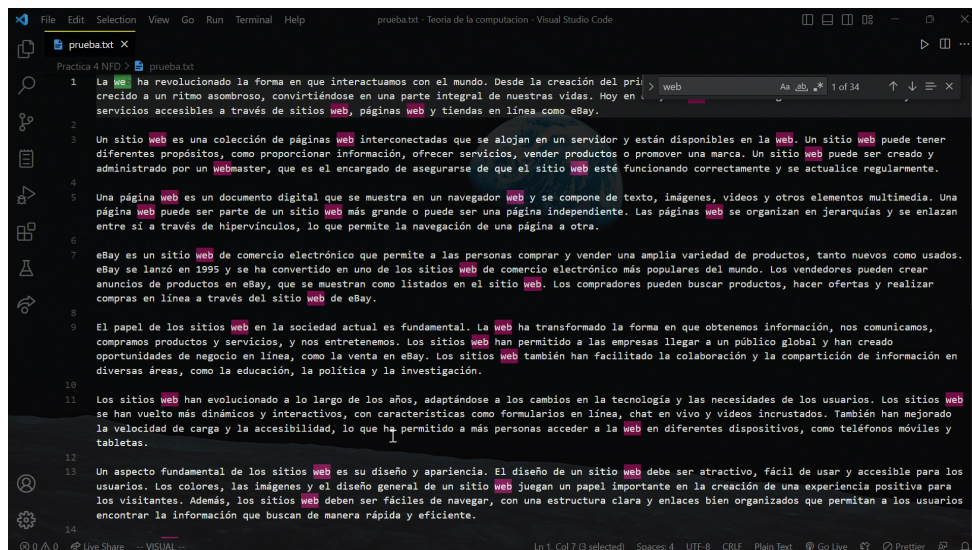 File Edit Selection View Go Run Terminal Help prueba.txt - Teoria de la computacion - Visual Studio Code
prueba.txt
Practica 4 NFD > prueba.txt
web Aa ab .* 1 of 34
1 La web ha revolucionado la forma en que interactuamos con el mundo. Desde la creación del pri
crecido a un ritmo asombroso, convirtiéndose en una parte integral de nuestras vidas. Hoy en
servicios accesibles a través de sitios web, páginas web y tiendas en línea como eBay.
2
3 Un sitio web es una colección de páginas web interconectadas que se alojan en un servidor y están disponibles en la web. Un sitio web puede tener
diferentes propósitos, como proporcionar información, ofrecer servicios, vender productos o promover una marca. Un sitio web puede ser creado y
administrado por un webmaster, que es el encargado de asegurarse de que el sitio web esté funcionando correctamente y se actualice regularmente.
4
5 Una página web es un documento digital que se muestra en un navegador web y se compone de texto, imágenes, videos y otros elementos multimedia. Una
página web puede ser parte de un sitio web más grande o puede ser una página independiente. Las páginas web se organizan en jerarquías y se enlazan
entre sí a través de hipervínculos, lo que permite la navegación de una página a otra.
6
7 eBay es un sitio web de comercio electrónico que permite a las personas comprar y vender una amplia variedad de productos, tanto nuevos como usados.
eBay se lanzó en 1995 y se ha convertido en uno de los sitios web de comercio electrónico más populares del mundo. Los vendedores pueden crear
anuncios de productos en eBay, que se muestran como listados en el sitio web. Los compradores pueden buscar productos, hacer ofertas y realizar
compras en línea a través del sitio web de eBay.
8
9 El papel de los sitios web en la sociedad actual es fundamental. La web ha transformado la forma en que obtenemos información, nos comunicamos,
compramos productos y servicios, y nos entretenemos. Los sitios web han permitido a las empresas llegar a un público global y han creado
oportunidades de negocio en línea, como la venta en eBay. Los sitios web también han facilitado la colaboración y la compartición de información en
diversas áreas, como la educación, la política y la investigación.
10
11 Los sitios web han evolucionado a lo largo de los años, adaptándose a los cambios en la tecnología y las necesidades de los usuarios. Los sitios web
se han vuelto más dinámicos y interactivos, con características como formularios en línea, chat en vivo y videos incrustados. También han mejorado
la velocidad de carga y la accesibilidad, lo que ha permitido a más personas acceder a la web en diferentes dispositivos, como teléfonos móviles y
tabletas.
12
13 Un aspecto fundamental de los sitios web es su diseño y apariencia. El diseño de un sitio web debe ser atractivo, fácil de usar y accesible para los
usuarios. Los colores, las imágenes y el diseño general de un sitio web juegan un papel importante en la creación de una experiencia positiva para
los visitantes. Además, los sitios web deben ser fáciles de navegar, con una estructura clara y enlaces bien organizados que permitan a los usuarios
encontrar la información que buscan de manera rápida y eficiente.
14
0 0 Live Share -- VISUAL -- Ln 1, Col 7 (3 selected) Spaces: 4 UTF-8 CRLF Plain Text Go Live Prettier